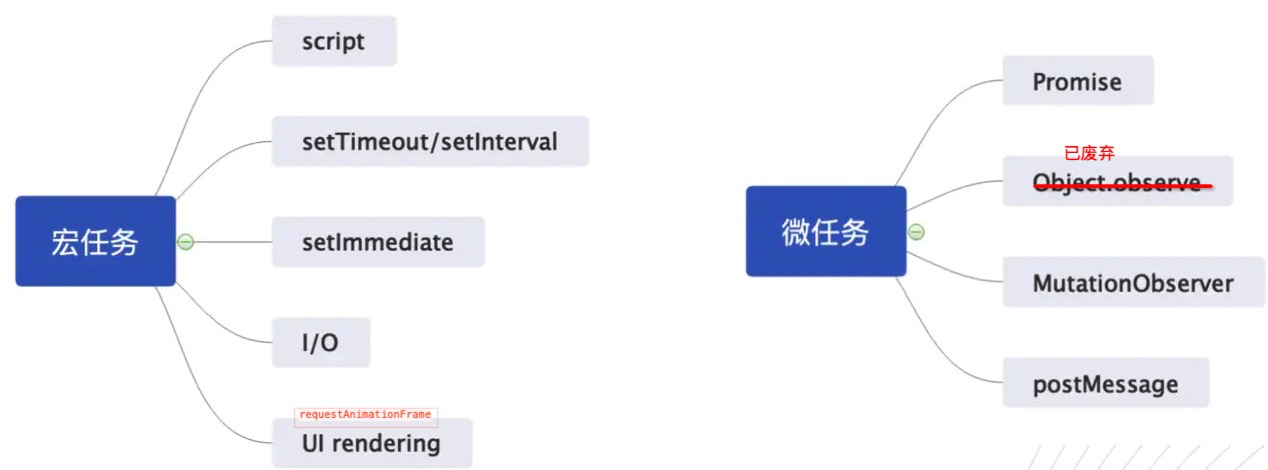 宏任务
script
setTimeout/setInterval
setImmediate
I/O
requestAnimationFrame
UI rendering
微任务
Promise
已废弃
Object.observe
MutationObserver
postMessage